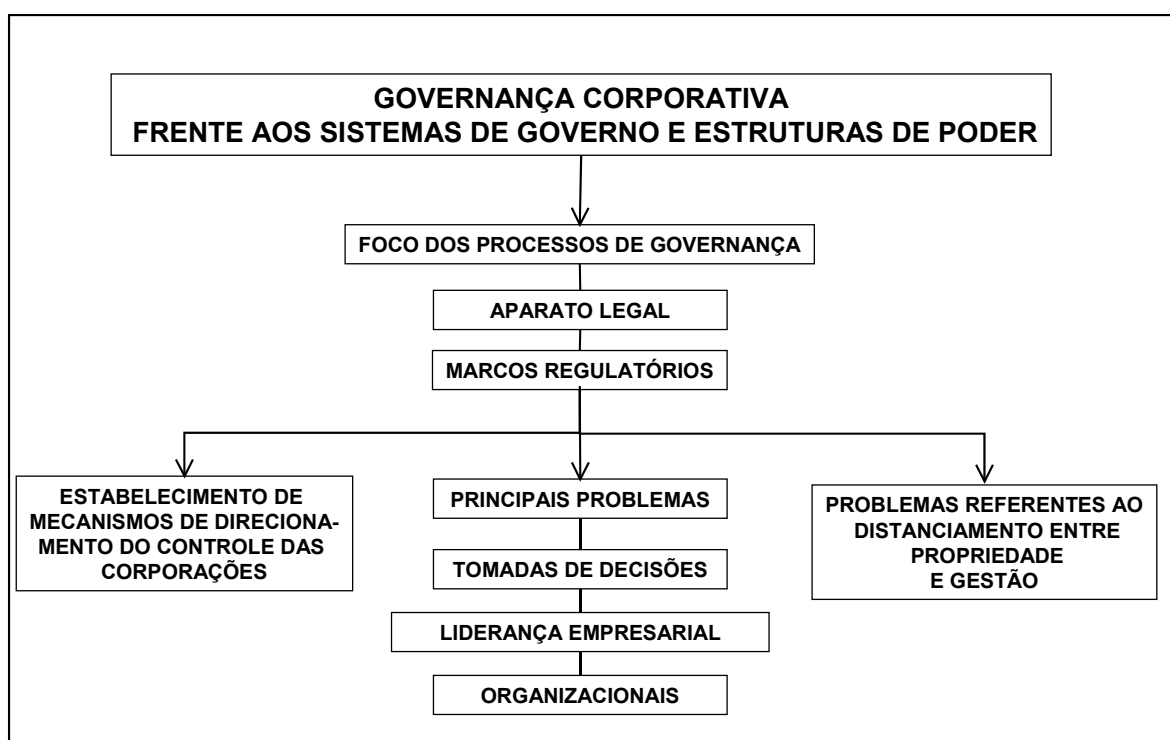 GOVERNANÇA CORPORATIVA
FRENTE AOS SISTEMAS DE GOVERNO E ESTRUTURAS DE PODER
FOCO DOS PROCESSOS DE GOVERNANÇA
APARATO LEGAL
MARCOS REGULATÓRIOS
ESTABELECIMENTO DE
MECANISMOS DE DIRECIONA-
MENTO DO CONTROLE DAS
CORPORAÇÕES
PRINCIPAIS PROBLEMAS
TOMADAS DE DECISÕES
LIDERANÇA EMPRESARIAL
ORGANIZACIONAIS
PROBLEMAS REFERENTES AO
DISTANCIAMENTO ENTRE
PROPRIEDADE
E GESTÃO